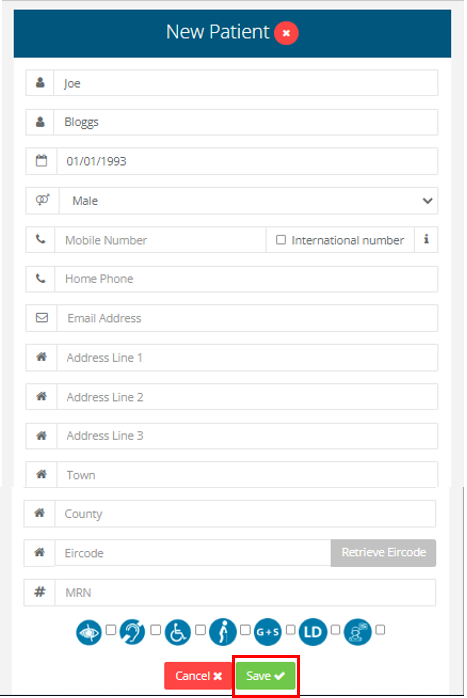 New Patient
Joe
Bloggs
01/01/1993
Male
Mobile Number International number i
Home Phone
Email Address
Address Line 1
Address Line 2
Address Line 3
Town
County
Eircode Retrieve Eircode
# MRN
G+S LD
Cancel Save